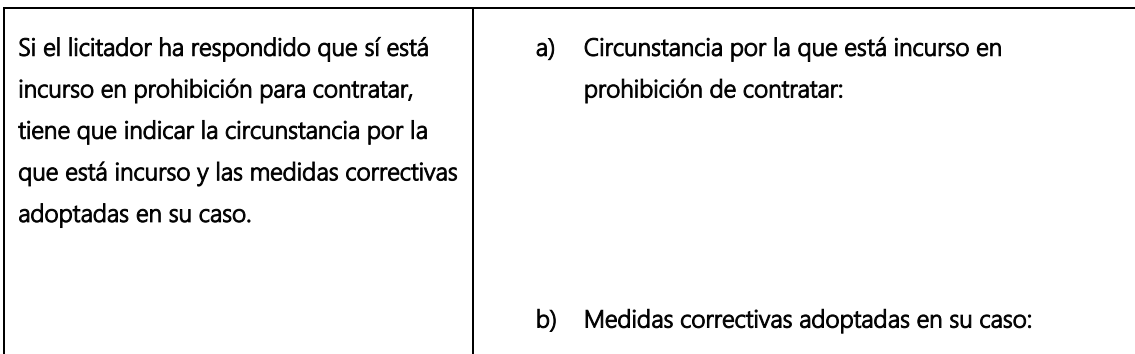 Si el licitador ha respondido que sí está
incurso en prohibición para contratar,
tiene que indicar la circunstancia por la
que está incurso y las medidas correctivas
adoptadas en su caso.
a) Circunstancia por la que está incurso en
prohibición de contratar:
b) Medidas correctivas adoptadas en su caso: